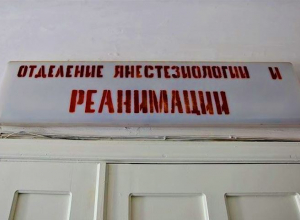 ОТДЕЛЕНИЕ АНЕСТЕЗИОЛОГИИ И
РЕАНИМАЦИИ